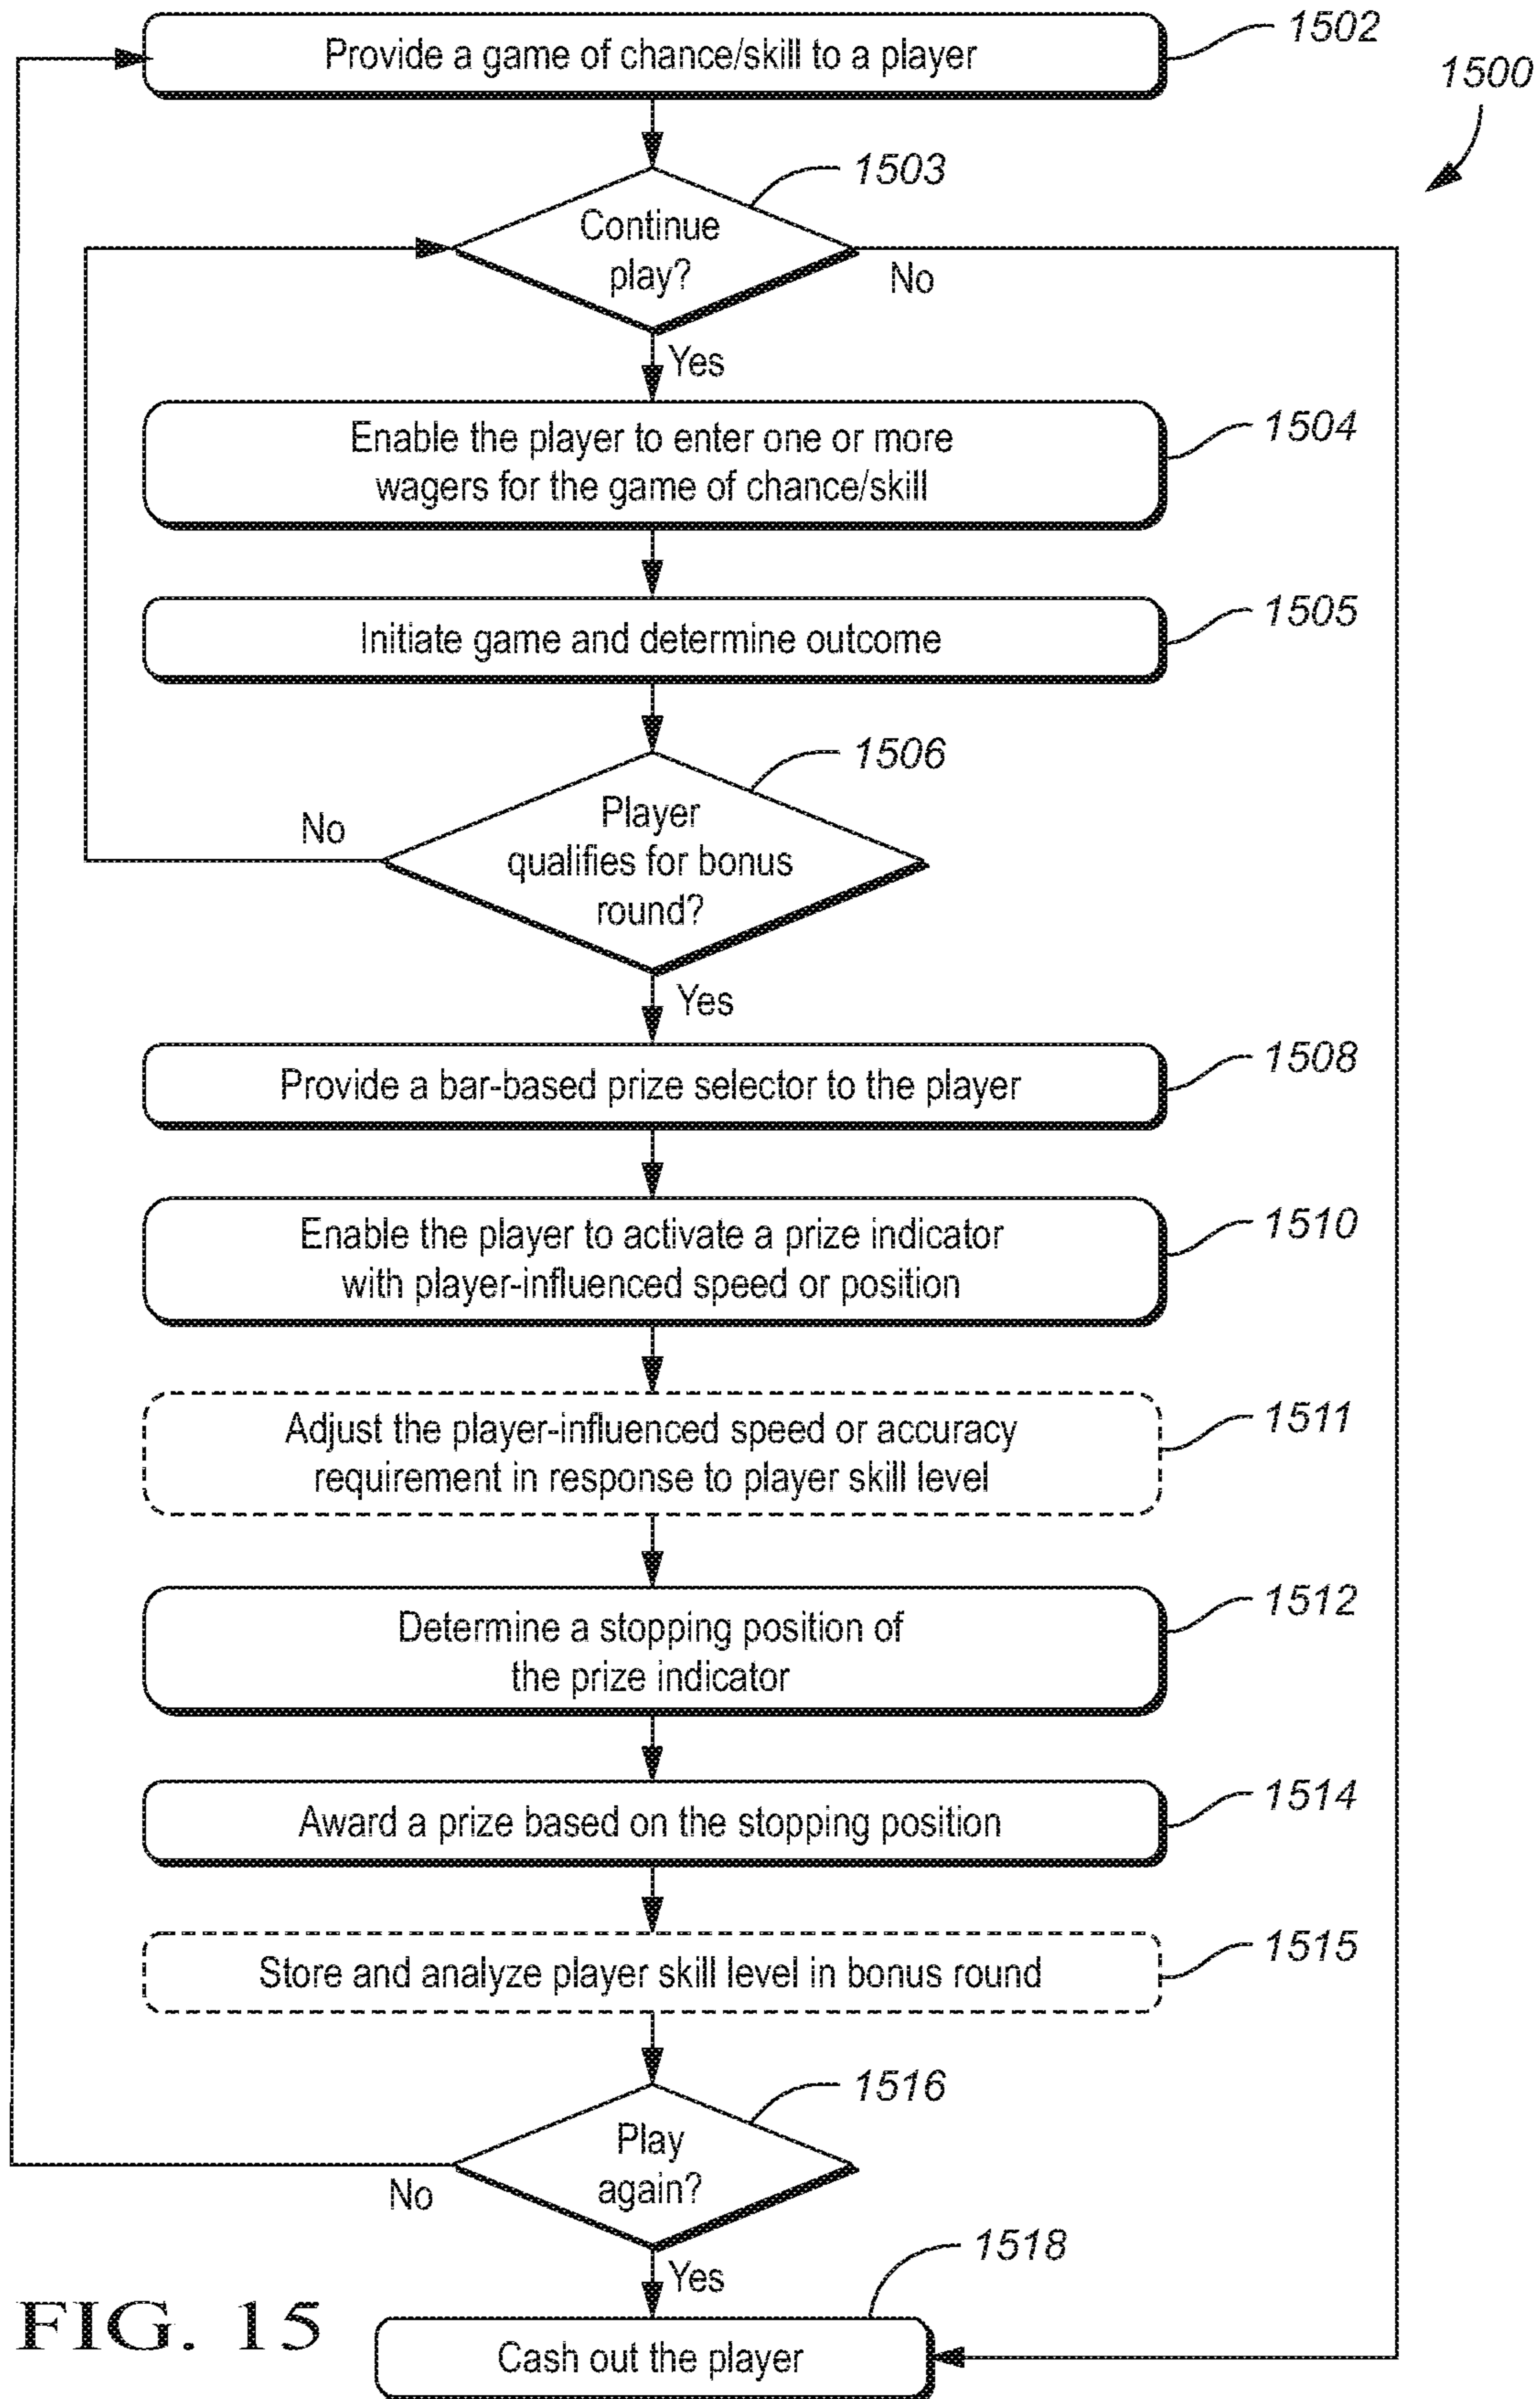 Provide a game of chance/skill to a player
1502
1500
1503
Continue
play?
No
Yes
Enable the player to enter one or more
wagers for the game of chance/skill
1504
Initiate game and determine outcome
1505
1506
Player
qualifies for bonus
round?
No
Yes
Provide a bar-based prize selector to the player
1508
Enable the player to activate a prize indicator
with player-influenced speed or position
1510
Adjust the player-influenced speed or accuracy
requirement in response to player skill level
1511
Determine a stopping position of
the prize indicator
1512
Award a prize based on the stopping position
1514
Store and analyze player skill level in bonus round
1515
1516
Play
again?
No
Yes
1518
Cash out the player
FIG. 15